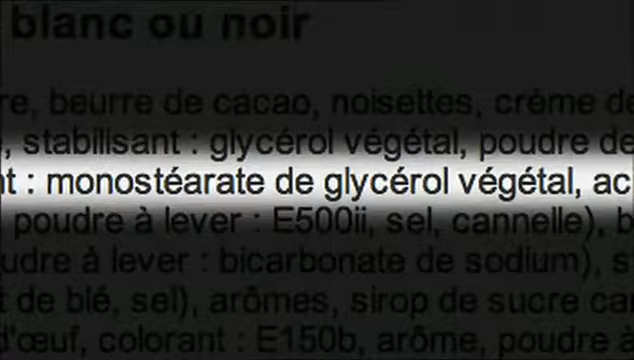 blanc ou noir
re, beurre de cacao, noisettes, crème de
, stabilisant : glycérol végétal, poudre de
nt : monostéarate de glycérol végétal, ac
poudre à lever : E500ii, sel, cannelle), b
udre à lever : bicarbonate de sodium), s
t de blé, sel), arômes, sirop de sucre ca
d'œuf, colorant : E150b, arôme, poudre à